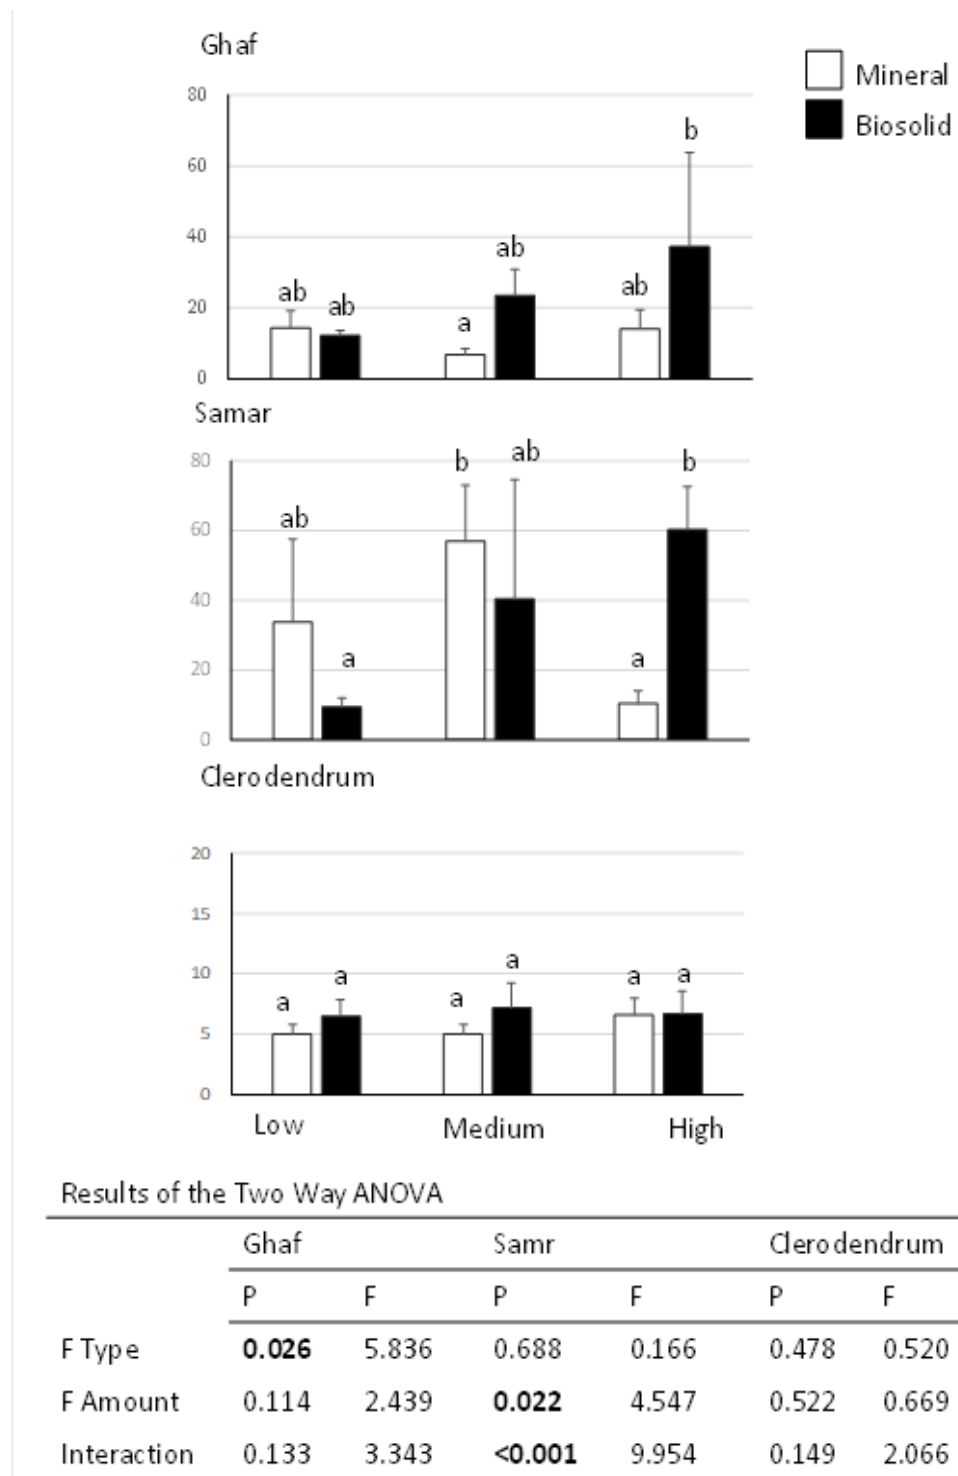 Ghaf
Mineral
Biosolid
80
60
40
20
0
ab
ab
a
ab
ab
b
Samar
80
60
40
20
0
ab
a
b
ab
a
b
Clerodendrum
20
15
10
5
0
a
a
a
a
a
a
Low Medium High
Results of the Two Way ANOVA
Ghaf Samr Clerodendrum
P F P F P F
F Type 0.026 5.836 0.688 0.166 0.478 0.520
F Amount 0.114 2.439 0.022 4.547 0.522 0.669
Interaction 0.133 3.343 <0.001 9.954 0.149 2.066